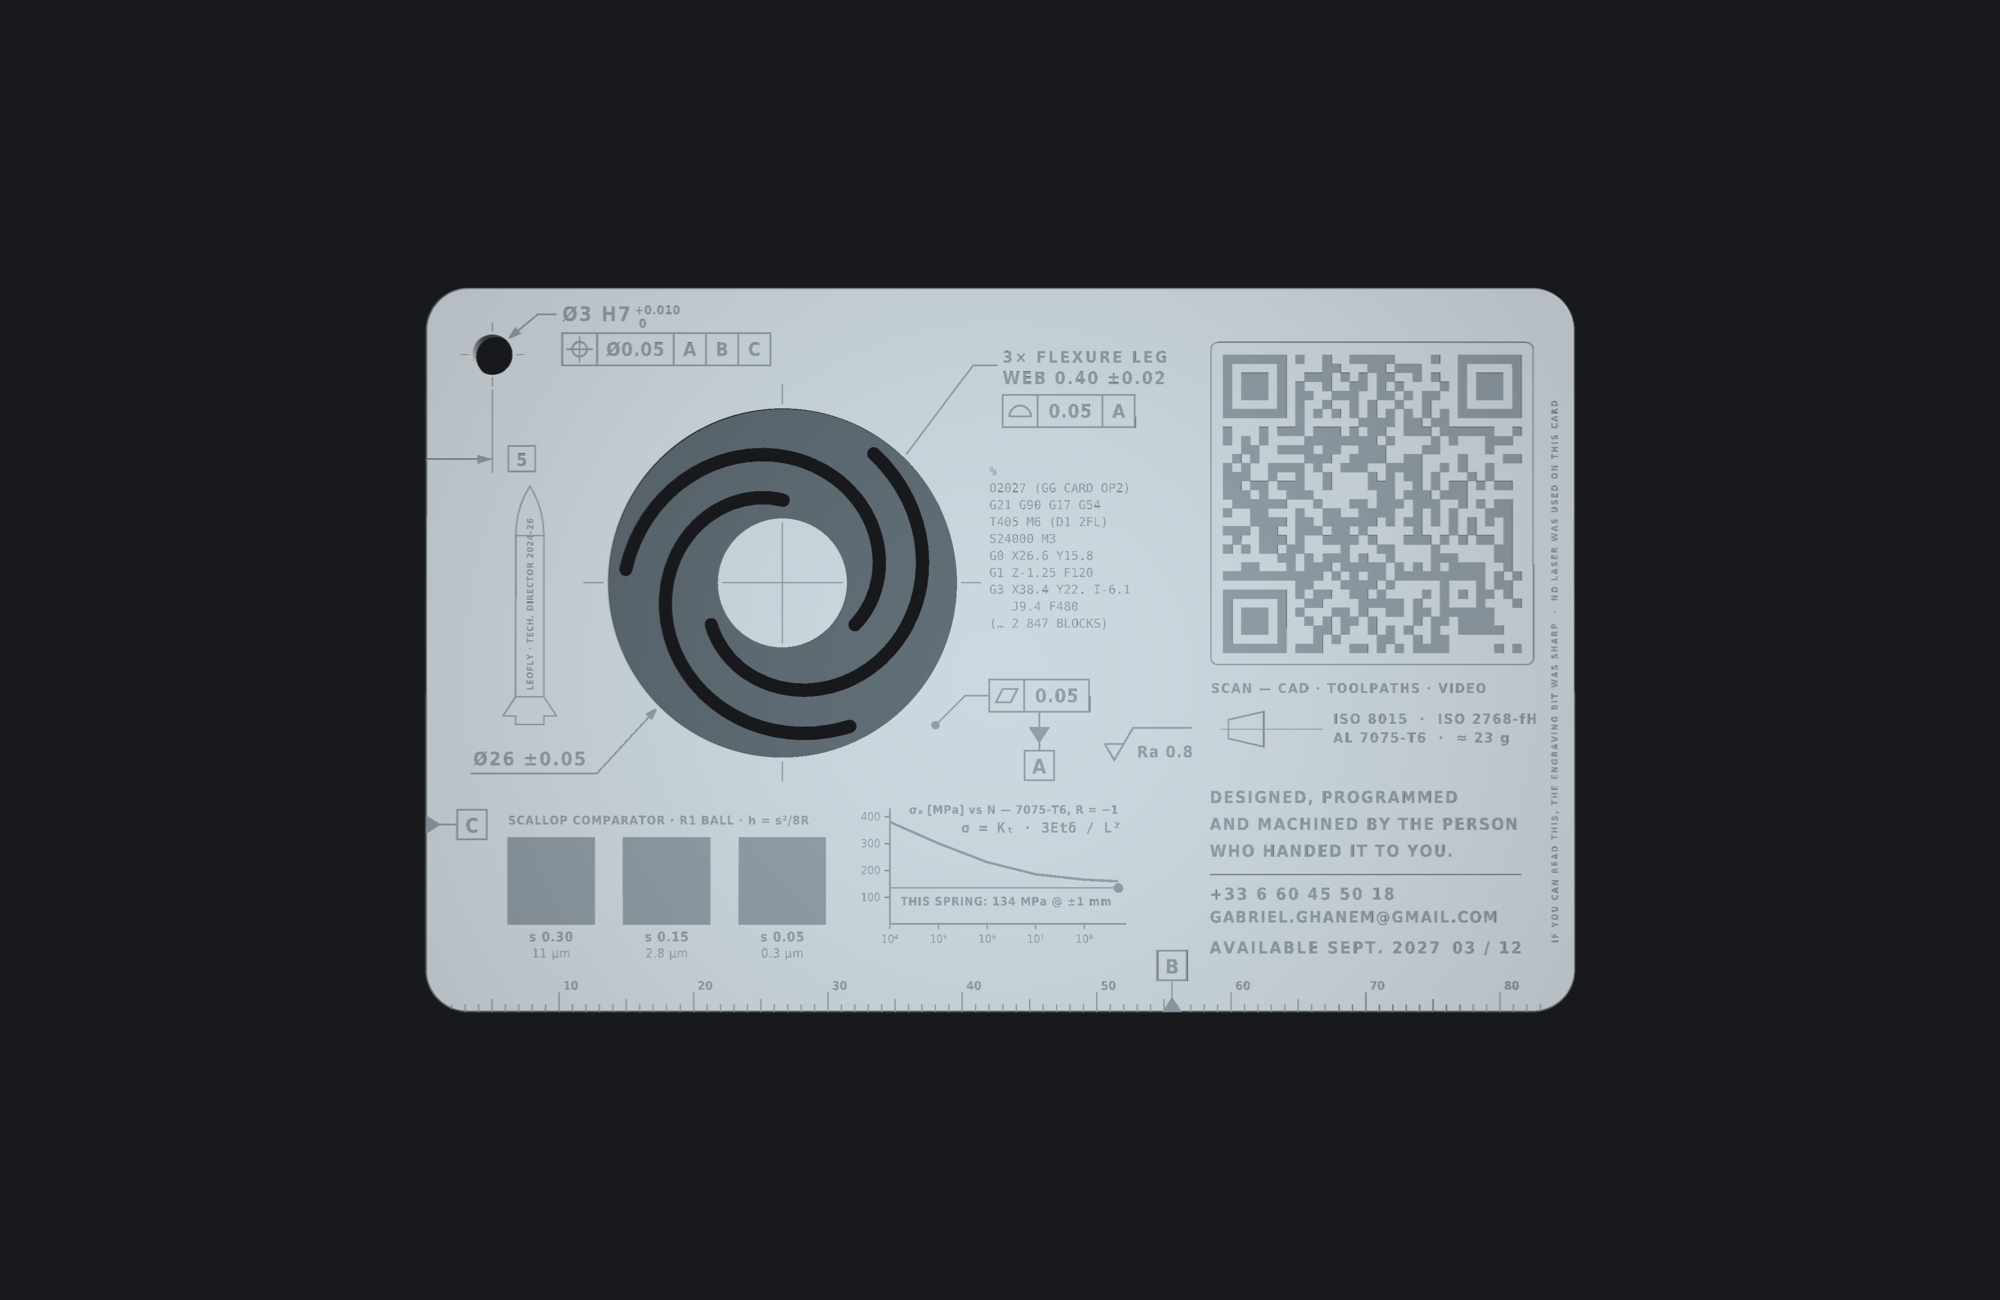 Ø3 H7 +0.010
0
Ø0.05 A B C
3× FLEXURE LEG
WEB 0.40 ±0.02
0.05 A
5
%
O2027 (GG CARD OP2)
G21 G90 G17 G54
T405 M6 (D1 2FL)
S24000 M3
G0 X26.6 Y15.8
G1 Z-1.25 F120
G3 X38.4 Y22. I-6.1
J9.4 F480
(… 2 847 BLOCKS)
LEOFLY · TECH. DIRECTOR 2024-26
Ø26 ±0.05
0.05
A
Ra 0.8
SCAN — CAD · TOOLPATHS · VIDEO
ISO 8015 · ISO 2768-fH
AL 7075-T6 · ≈ 23 g
C
SCALLOP COMPARATOR · R1 BALL · h = s²/8R
s 0.30
11 µm
s 0.15
2.8 µm
s 0.05
0.3 µm
σₐ [MPa] vs N — 7075-T6, R = −1
σ = Kₜ · 3Etδ / L²
400
300
200
100
THIS SPRING: 134 MPa @ ±1 mm
10⁴ 10⁵ 10⁶ 10⁷ 10⁸
DESIGNED, PROGRAMMED
AND MACHINED BY THE PERSON
WHO HANDED IT TO YOU.
+33 6 60 45 50 18
GABRIEL.GHANEM@GMAIL.COM
AVAILABLE SEPT. 2027 03 / 12
B
10 20 30 40 50 60 70 80
IF YOU CAN READ THIS, THE ENGRAVING BIT WAS SHARP · NO LASER WAS USED ON THIS CARD